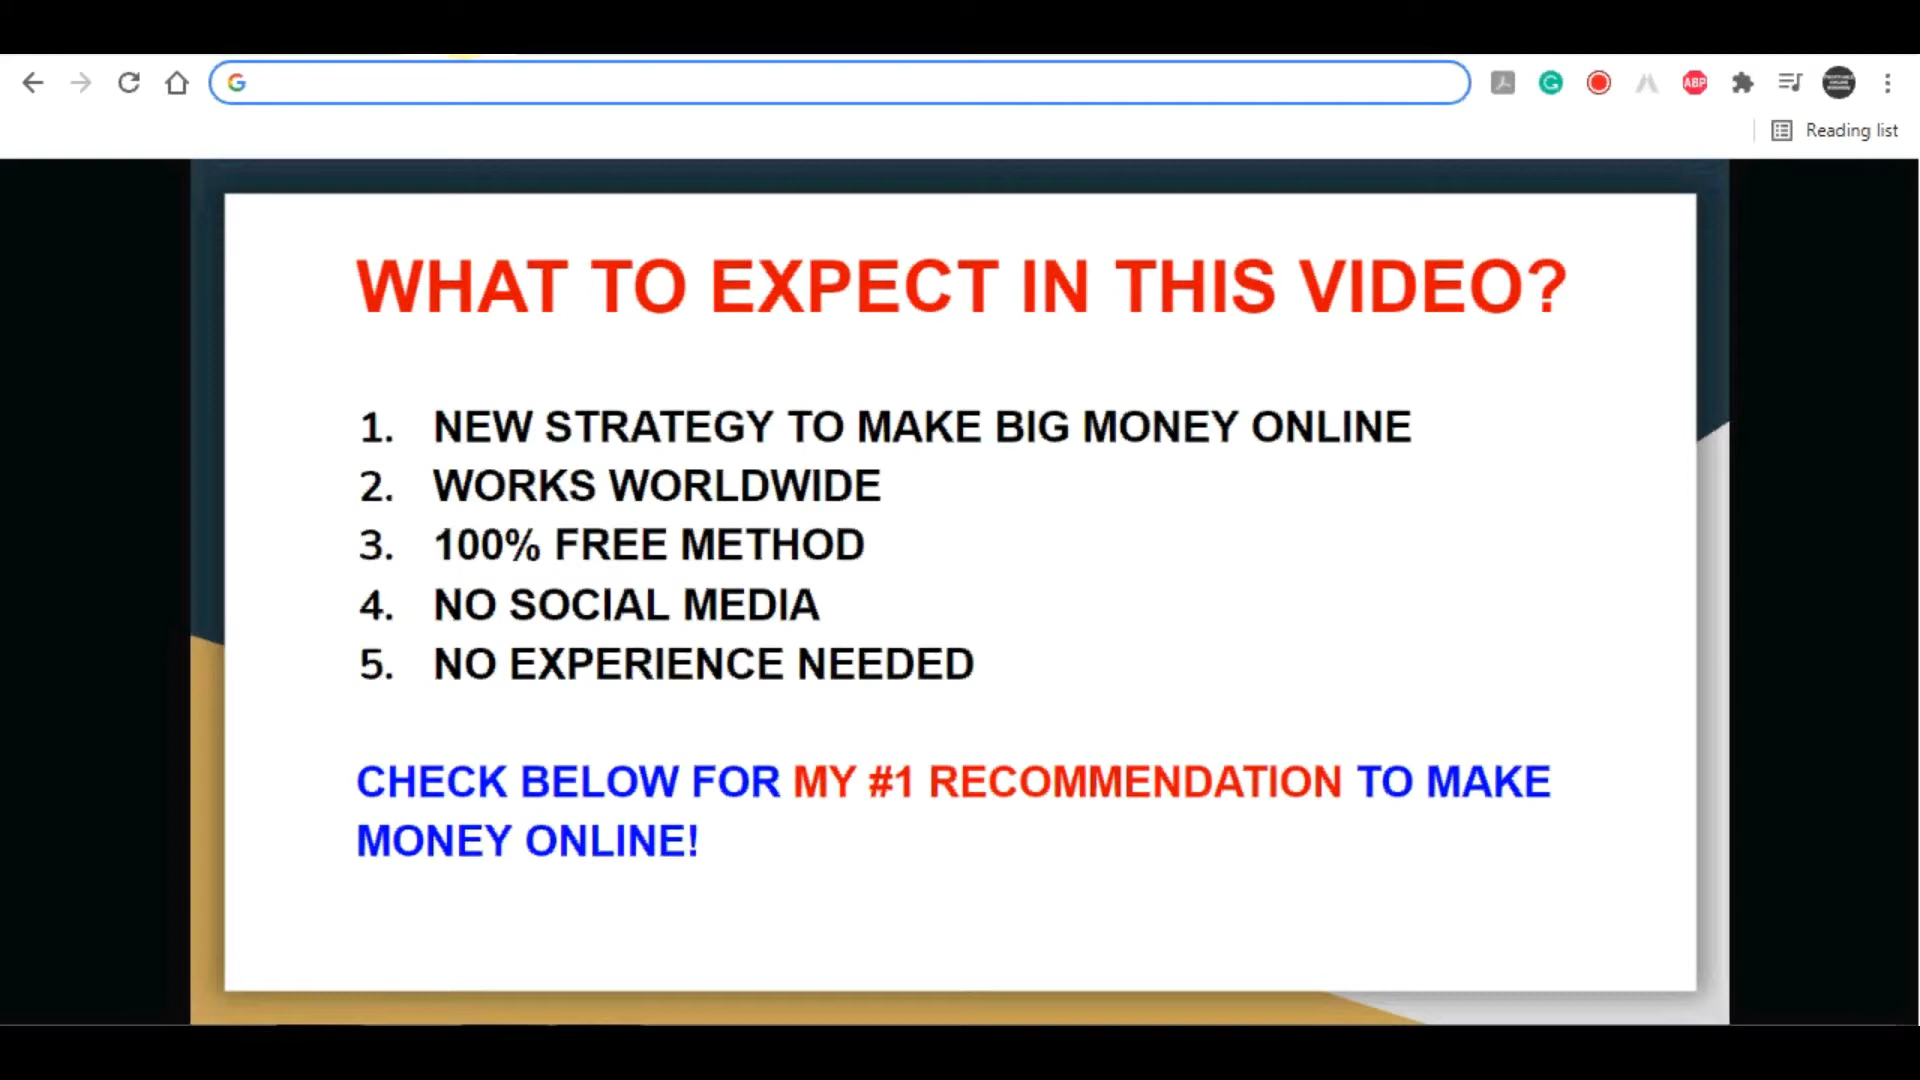 G
ABP
Reading list
WHAT TO EXPECT IN THIS VIDEO?
1. NEW STRATEGY TO MAKE BIG MONEY ONLINE
2. WORKS WORLDWIDE
3. 100% FREE METHOD
4. NO SOCIAL MEDIA
5. NO EXPERIENCE NEEDED
CHECK BELOW FOR MY #1 RECOMMENDATION TO MAKE
MONEY ONLINE!